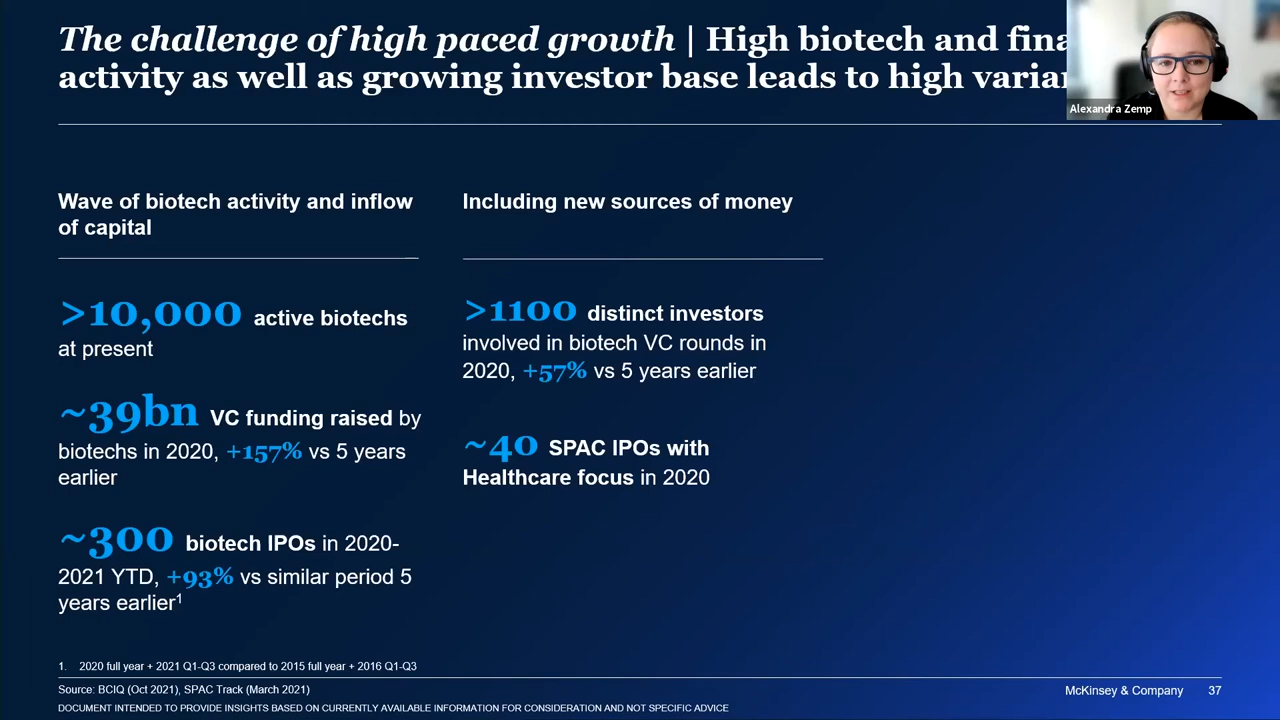 The challenge of high paced growth | High biotech and
activity as well as growing investor base leads to high
Alexandra Zemp
Wave of biotech activity and inflow
of capital
Including new sources of money
>10,000 active biotechs
at present
~39bn VC funding raised by
biotechs in 2020, +157% vs 5 years
earlier
~300 biotech IPOs in 2020-
2021 YTD, +93% vs similar period 5
years earlier¹
>1100 distinct investors
involved in biotech VC rounds in
2020, +57% vs 5 years earlier
~40 SPAC IPOs with
Healthcare focus in 2020
1. 2020 full year + 2021 Q1-Q3 compared to 2015 full year + 2016 Q1-Q3
Source: BCIQ (Oct 2021), SPAC Track (March 2021)
McKinsey & Company 37
DOCUMENT INTENDED TO PROVIDE INSIGHTS BASED ON CURRENTLY AVAILABLE INFORMATION FOR CONSIDERATION AND NOT SPECIFIC ADVICE